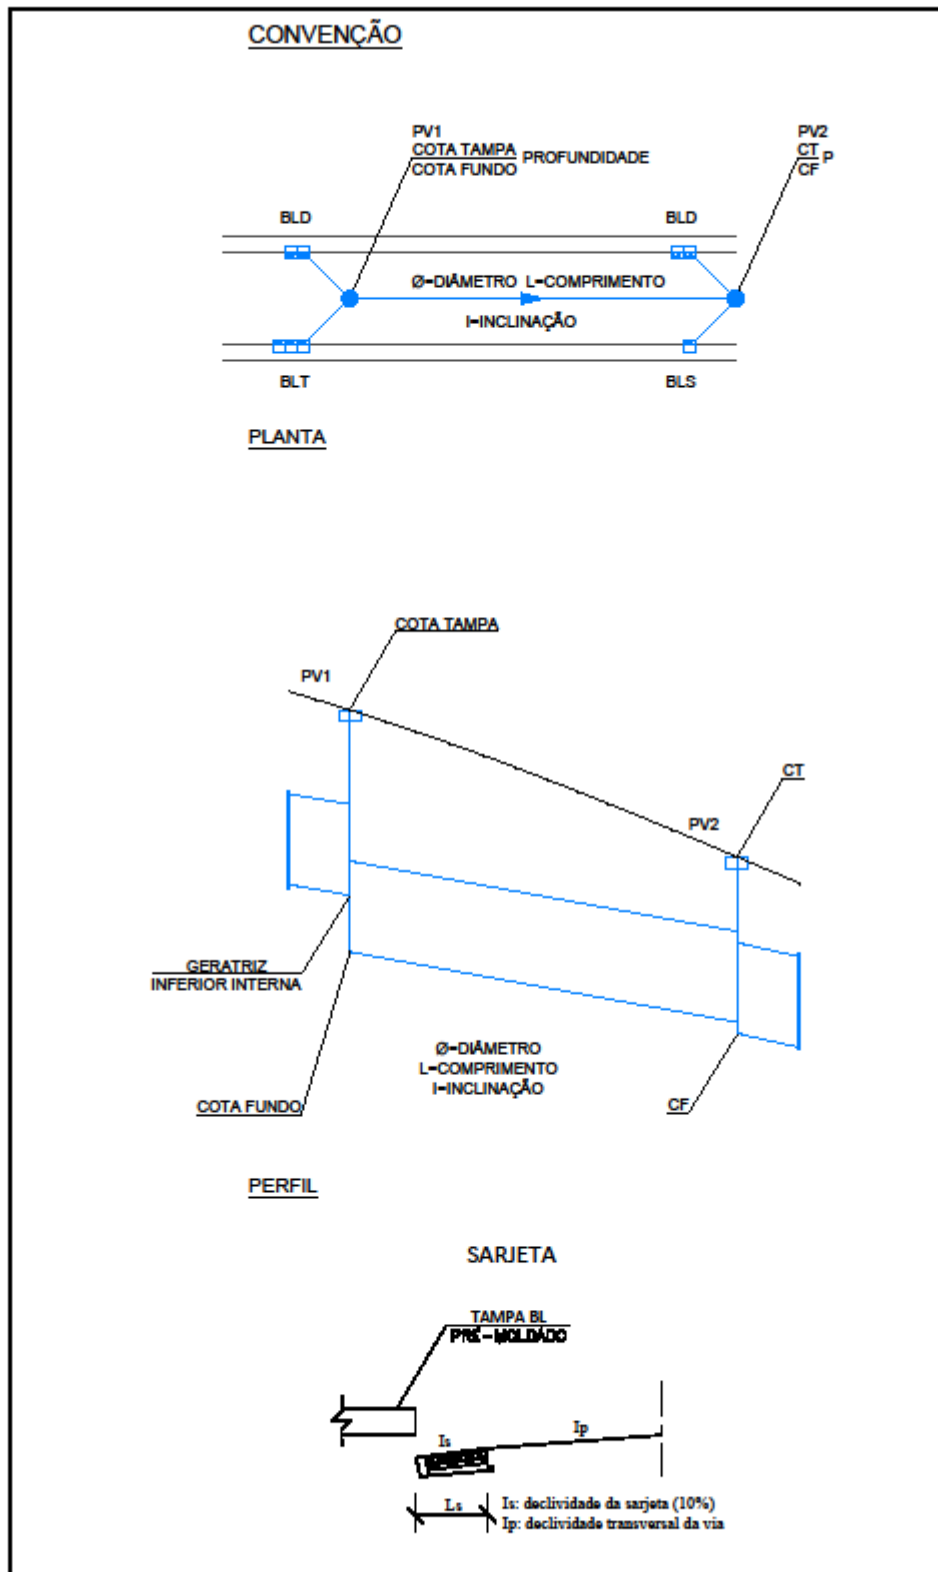 CONVENÇÃO
PV1
COTA TAMPA
COTA FUNDO
PROFUNDIDADE
PV2
CT
CF
P
BLD
BLD
Ø=DIÂMETRO L=COMPRIMENTO
I=INCLINAÇÃO
BLT
BLS
PLANTA
COTA TAMPA
PV1
CT
PV2
GERATRIZ
INFERIOR INTERNA
Ø=DIÂMETRO
L=COMPRIMENTO
I=INCLINAÇÃO
COTA FUNDO
CF
PERFIL
SARJETA
TAMPA BL
PRÉ-MOLDADO
Is
Ip
Ls
Is: declividade da sarjeta (10%)
Ip: declividade transversal da via